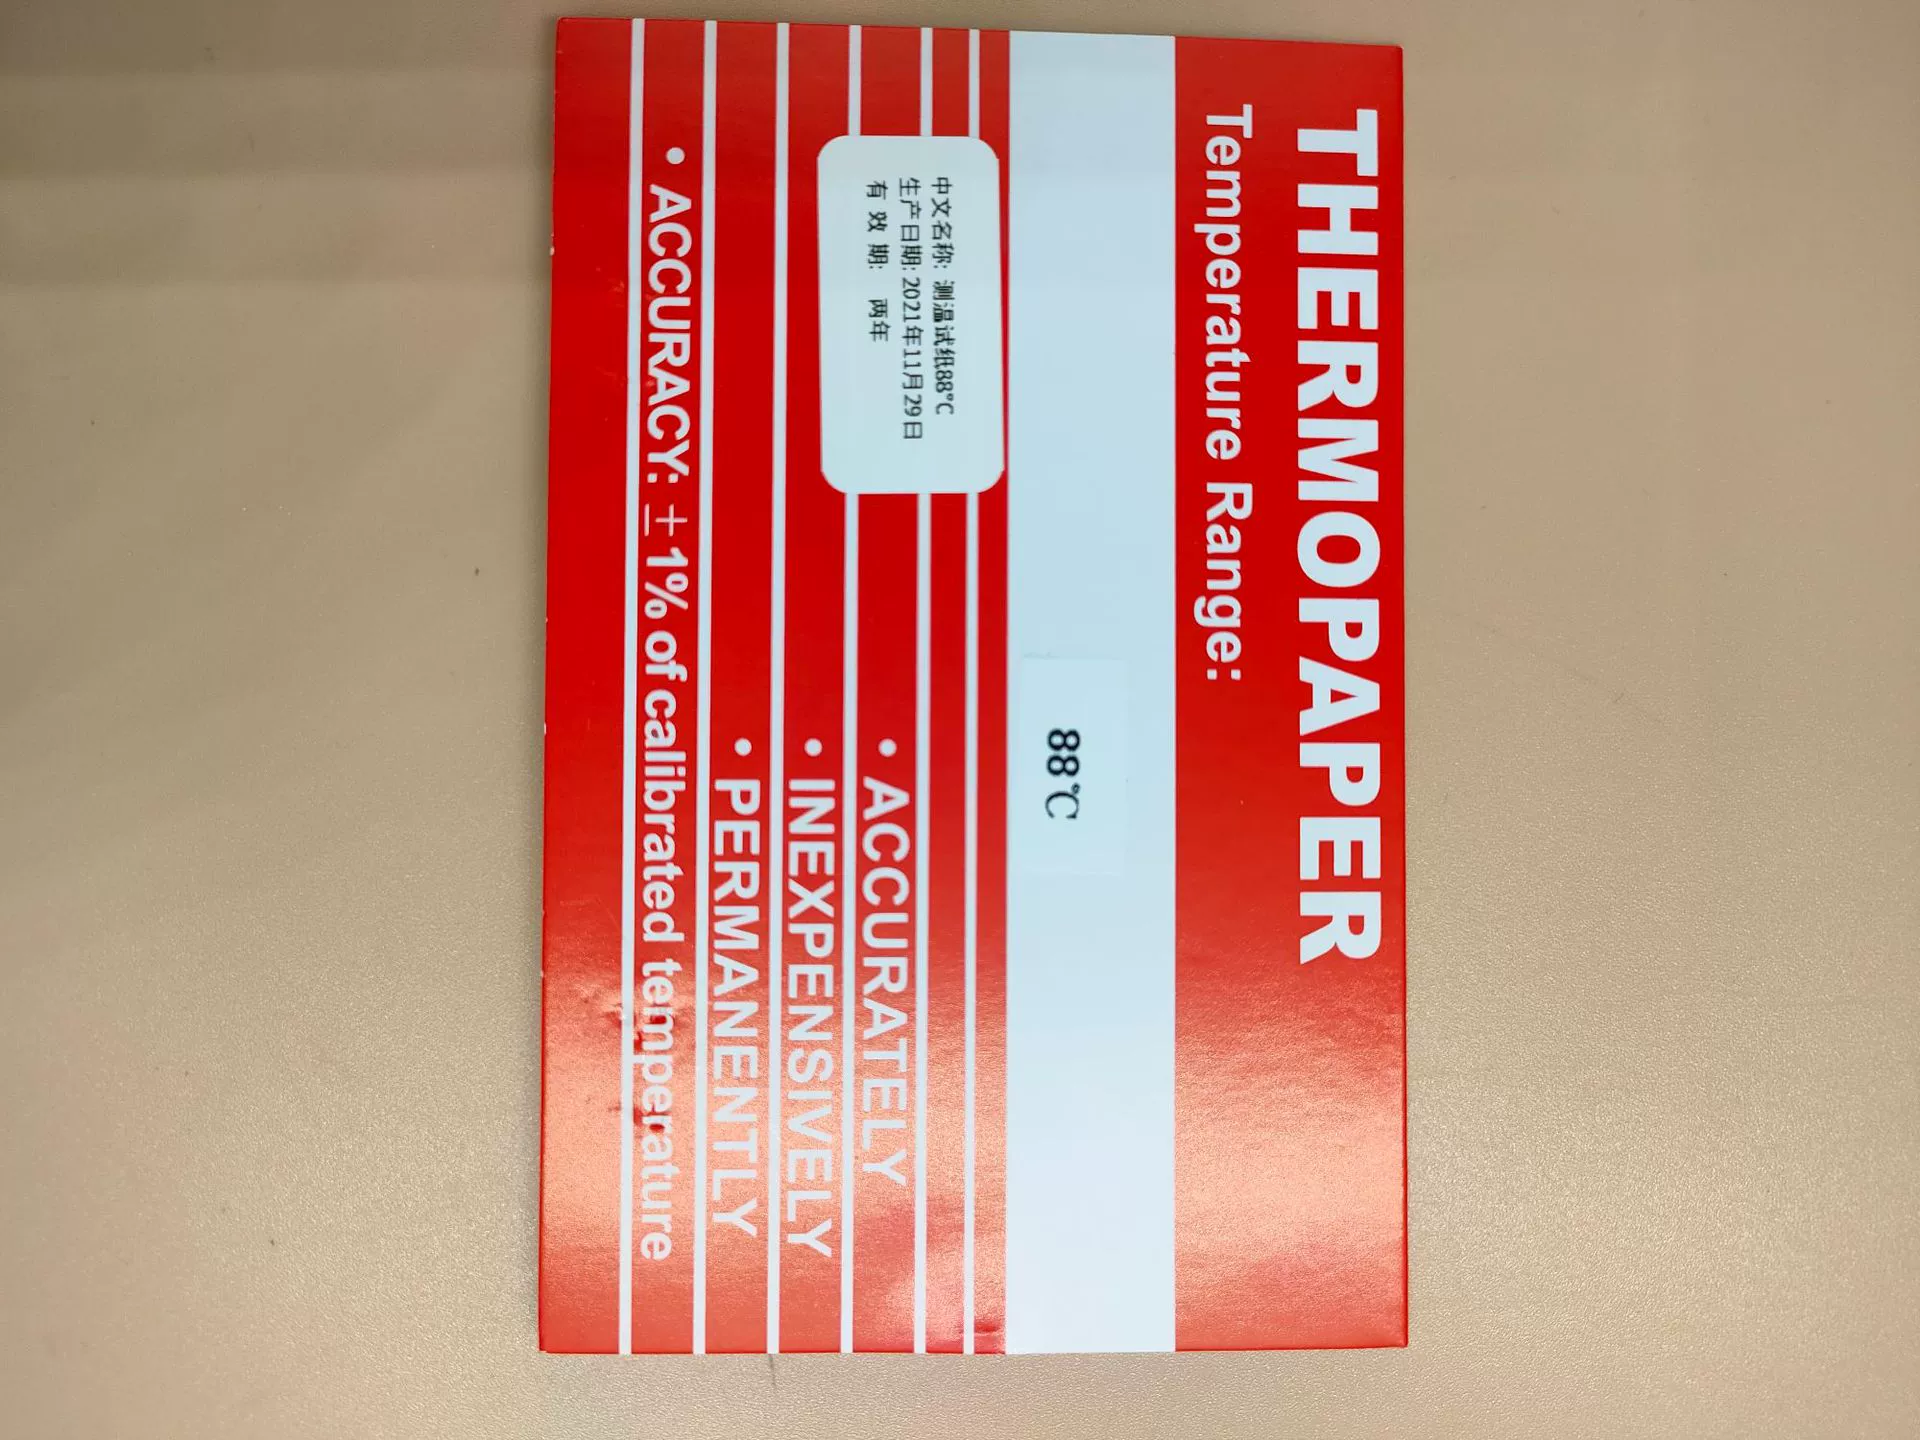 THERMOPAPER
Temperature Range:
88℃
中文名称: 测温试纸88°C
生产日期: 2021年11月29日
有 效 期: 两年
• ACCURATELY
• INEXPENSIVELY
• PERMANENTLY
• ACCURACY: ± 1% of calibrated temperature